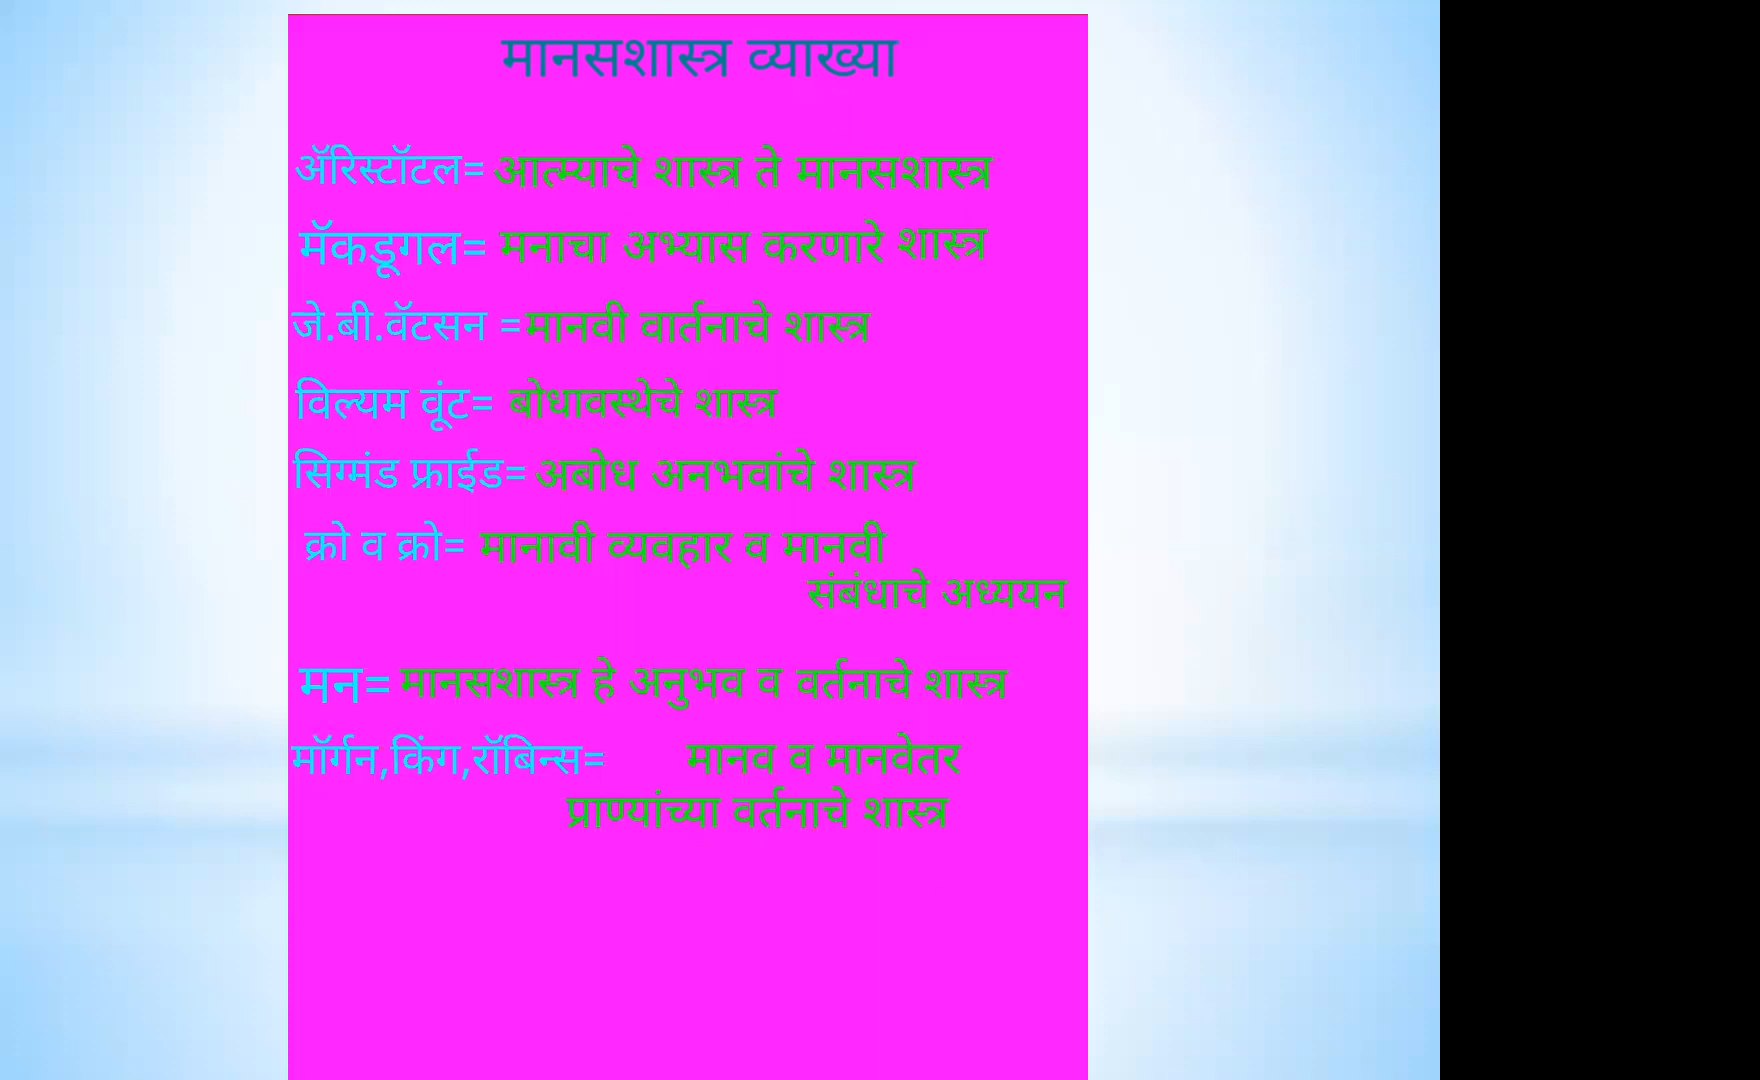 मानसशास्त्र व्याख्या
ॲरिस्टॉटल= आत्म्याचे शास्त्र ते मानसशास्त्र
मॅकडूगल= मनाचा अभ्यास करणारे शास्त्र
जे.बी.वॅटसन =मानवी वार्तनाचे शास्त्र
विल्यम वूंट= बोधावस्थेचे शास्त्र
सिग्मंड फ्राईड= अबोध अनभवांचे शास्त्र
क्रो व क्रो= मानावी व्यवहार व मानवी
संबंधाचे अध्ययन
मन= मानसशास्त्र हे अनुभव व वर्तनाचे शास्त्र
मॉर्गन,किंग,रॉबिन्स= मानव व मानवेतर
प्राण्यांच्या वर्तनाचे शास्त्र